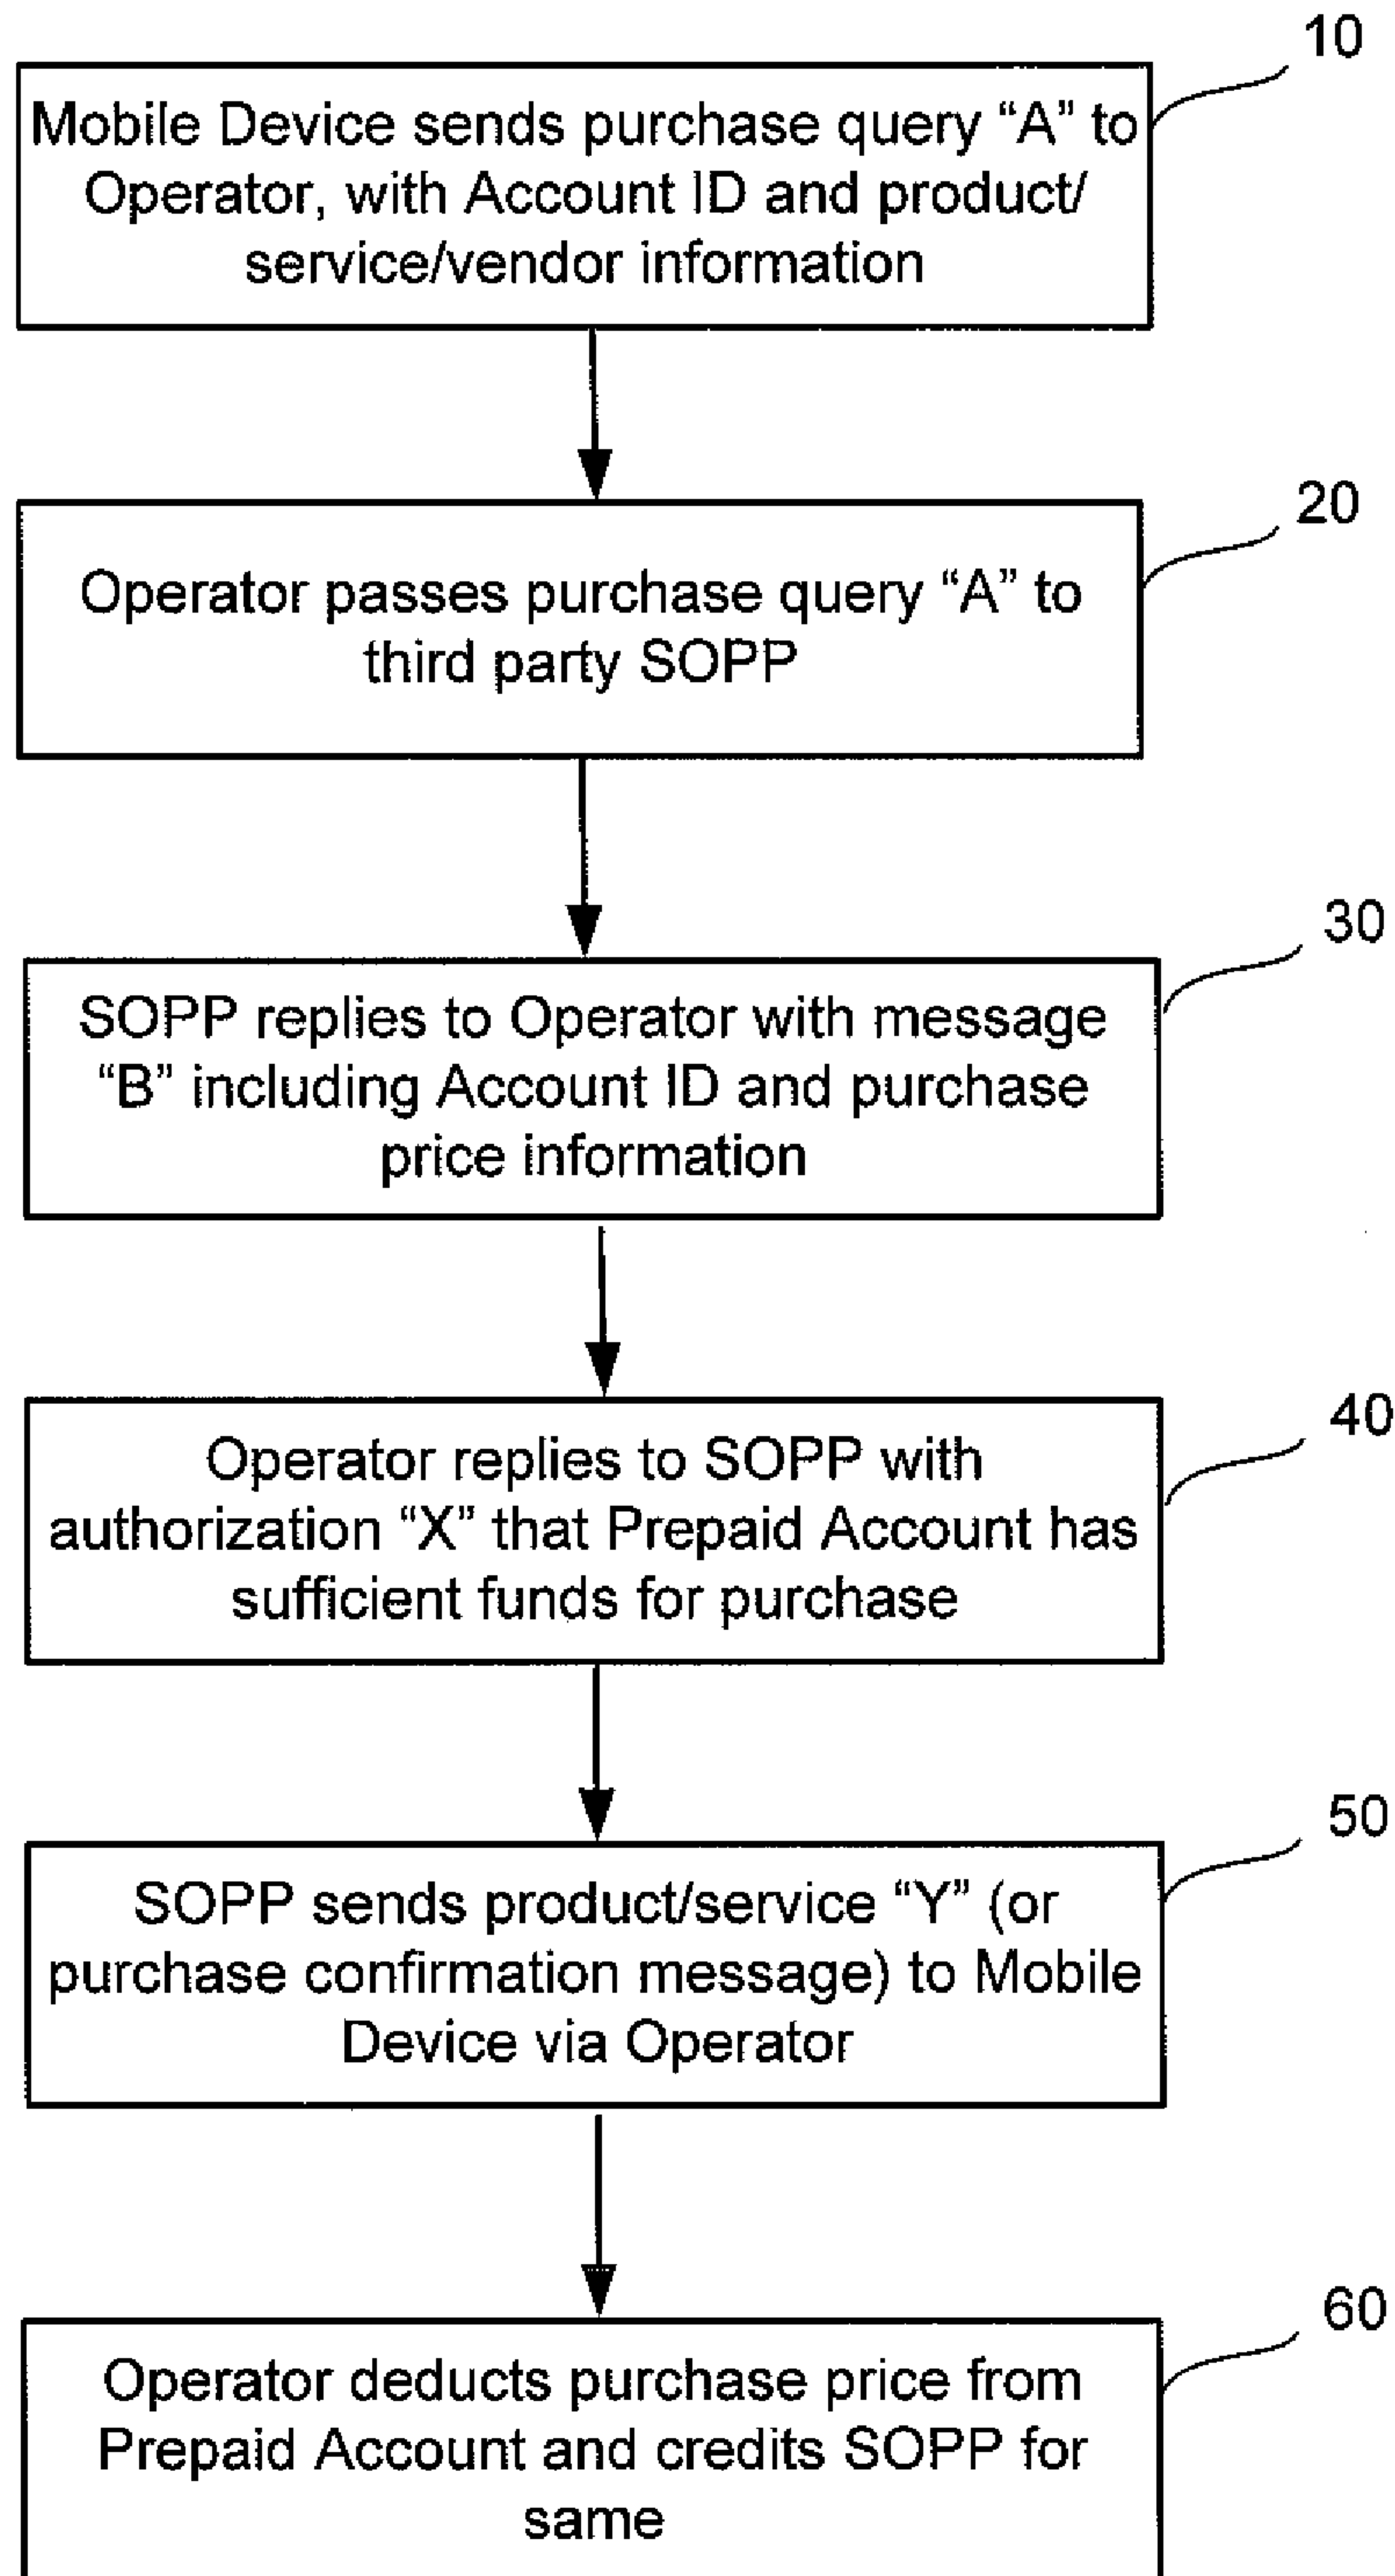 10
Mobile Device sends purchase query “A” to
Operator, with Account ID and product/
service/vendor information
20
Operator passes purchase query “A” to
third party SOPP
30
SOPP replies to Operator with message
“B” including Account ID and purchase
price information
40
Operator replies to SOPP with
authorization “X” that Prepaid Account has
sufficient funds for purchase
50
SOPP sends product/service “Y” (or
purchase confirmation message) to Mobile
Device via Operator
60
Operator deducts purchase price from
Prepaid Account and credits SOPP for
same